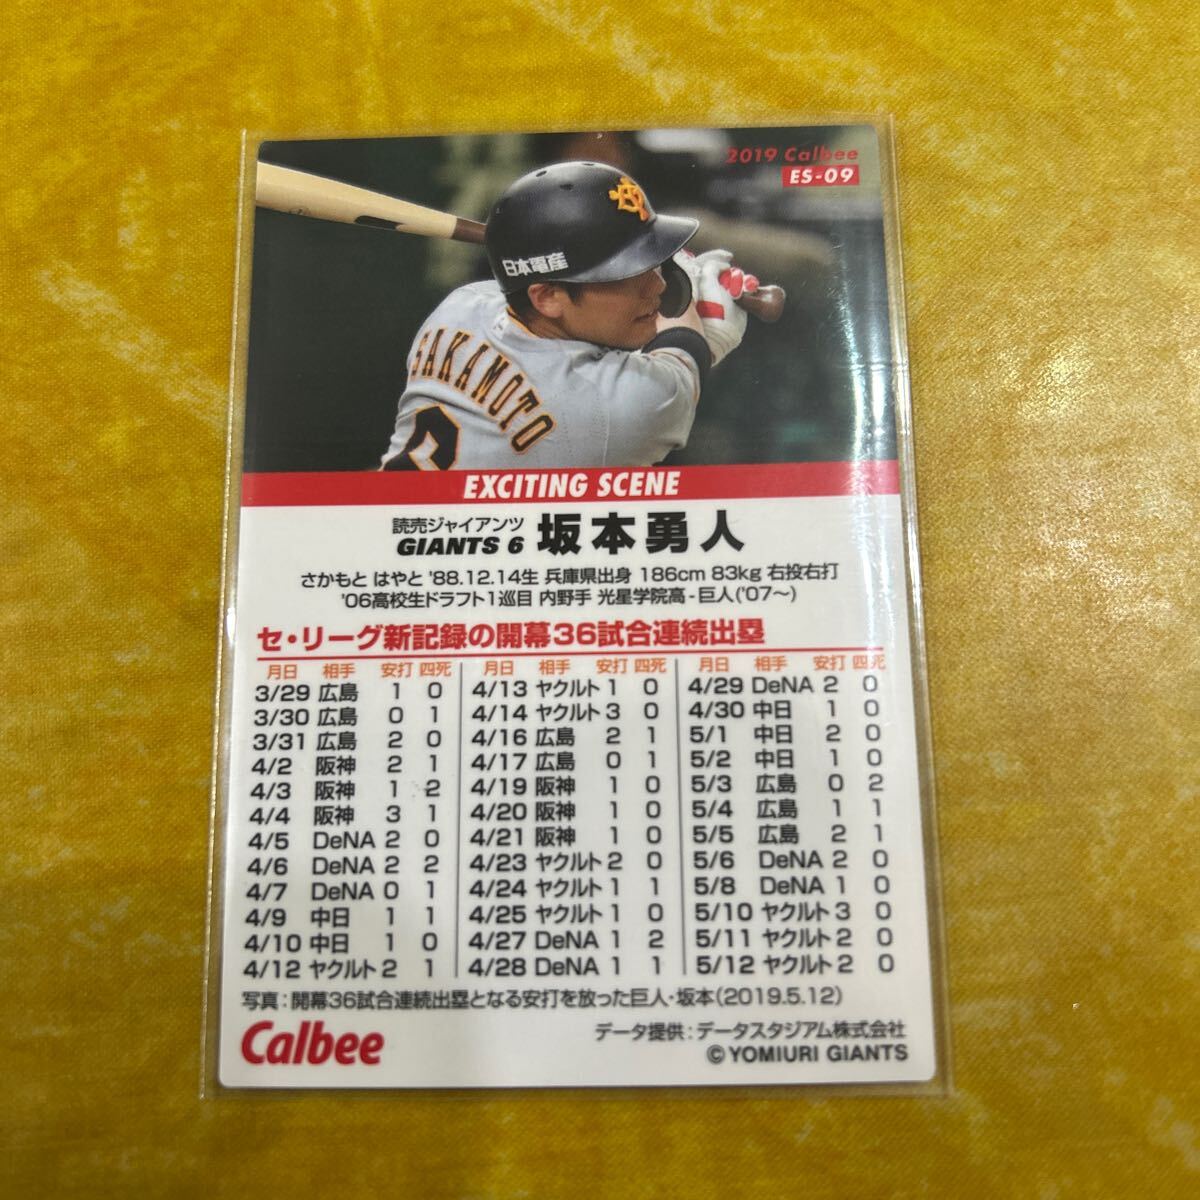 2019 Calbee
ES-09
日本電産
SAKAMOTO
6
EXCITING SCENE
読売ジャイアンツ
GIANTS 6 坂本勇人
さかもと はやと '88.12.14生 兵庫県出身 186cm 83kg 右投右打
'06高校生ドラフト1巡目 内野手 光星学院高-巨人('07〜)
セ・リーグ新記録の開幕36試合連続出塁
月日 相手 安打 四死 月日 相手 安打 四死 月日 相手 安打 四死
3/29 広島 1 0 4/13 ヤクルト 1 0 4/29 DeNA 2 0
3/30 広島 0 1 4/14 ヤクルト 3 0 4/30 中日 1 0
3/31 広島 2 0 4/16 広島 2 1 5/1 中日 2 0
4/2 阪神 2 1 4/17 広島 0 1 5/2 中日 1 0
4/3 阪神 1 2 4/19 阪神 1 0 5/3 広島 0 2
4/4 阪神 3 1 4/20 阪神 1 0 5/4 広島 1 1
4/5 DeNA 2 0 4/21 阪神 1 0 5/5 広島 2 1
4/6 DeNA 2 2 4/23 ヤクルト 2 0 5/6 DeNA 2 0
4/7 DeNA 0 1 4/24 ヤクルト 1 1 5/8 DeNA 1 0
4/9 中日 1 1 4/25 ヤクルト 1 0 5/10 ヤクルト 3 0
4/10 中日 1 0 4/27 DeNA 1 2 5/11 ヤクルト 2 0
4/12 ヤクルト 2 1 4/28 DeNA 1 1 5/12 ヤクルト 2 0
写真：開幕36試合連続出塁となる安打を放った巨人・坂本(2019.5.12)
Calbee
データ提供：データスタジアム株式会社
©YOMIURI GIANTS